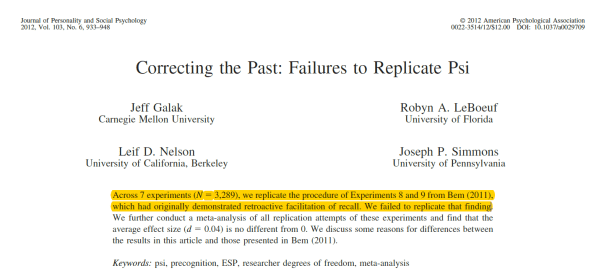 Journal of Personality and Social Psychology
2012, Vol. 103, No. 6, 933–948
© 2012 American Psychological Association
0022-3514/12/$12.00 DOI: 10.1037/a0029709
Correcting the Past: Failures to Replicate Psi
Jeff Galak
Carnegie Mellon University
Robyn A. LeBoeuf
University of Florida
Leif D. Nelson
University of California, Berkeley
Joseph P. Simmons
University of Pennsylvania
Across 7 experiments (N = 3,289), we replicate the procedure of Experiments 8 and 9 from Bem (2011),
which had originally demonstrated retroactive facilitation of recall. We failed to replicate that finding.
We further conduct a meta-analysis of all replication attempts of these experiments and find that the
average effect size (d = 0.04) is no different from 0. We discuss some reasons for differences between
the results in this article and those presented in Bem (2011).
Keywords: psi, precognition, ESP, researcher degrees of freedom, meta-analysis